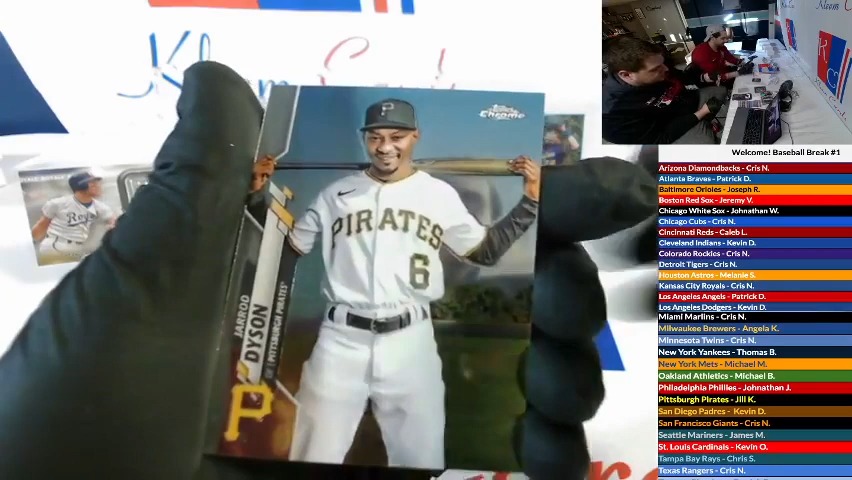 Kleem Cards
Topps
Chrome
P
PIRATES
6
JARROD
DYSON
OF | PITTSBURGH PIRATES
P
Royals
Welcome! Baseball Break #1
Arizona Diamondbacks - Cris N.
Atlanta Braves - Patrick D.
Baltimore Orioles - Joseph R.
Boston Red Sox - Jeremy V.
Chicago White Sox - Johnathan W.
Chicago Cubs - Cris N.
Cincinnati Reds - Caleb L.
Cleveland Indians - Kevin D.
Colorado Rockies - Cris N.
Detroit Tigers - Cris N.
Houston Astros - Melanie S.
Kansas City Royals - Cris N.
Los Angeles Angels - Patrick D.
Los Angeles Dodgers - Kevin D.
Miami Marlins - Cris N.
Milwaukee Brewers - Angela K.
Minnesota Twins - Cris N.
New York Yankees - Thomas B.
New York Mets - Michael M.
Oakland Athletics - Michael B.
Philadelphia Phillies - Johnathan J.
Pittsburgh Pirates - Jill K.
San Diego Padres - Kevin D.
San Francisco Giants - Cris N.
Seattle Mariners - James M.
St. Louis Cardinals - Kevin O.
Tampa Bay Rays - Chris S.
Texas Rangers - Cris N.